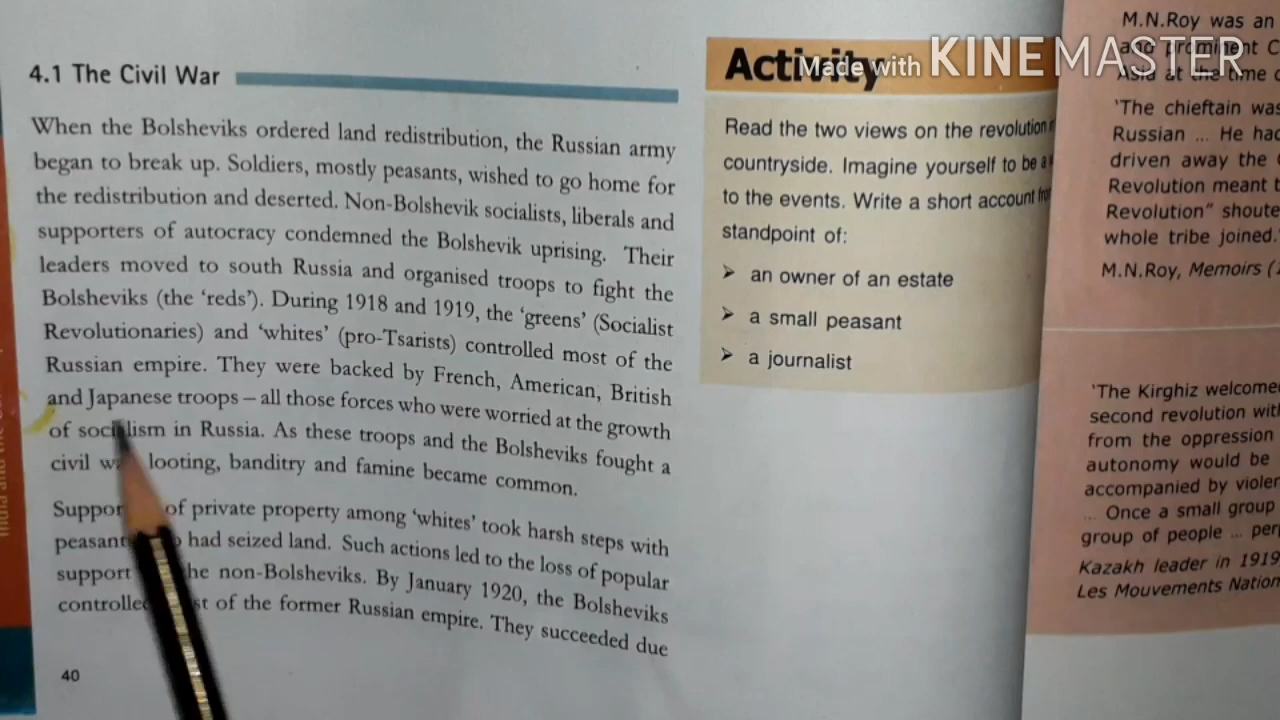 4.1 The Civil War
When the Bolsheviks ordered land redistribution, the Russian army
began to break up. Soldiers, mostly peasants, wished to go home for
the redistribution and deserted. Non-Bolshevik socialists, liberals and
supporters of autocracy condemned the Bolshevik uprising. Their
leaders moved to south Russia and organised troops to fight the
Bolsheviks (the ‘reds’). During 1918 and 1919, the ‘greens’ (Socialist
Revolutionaries) and ‘whites’ (pro-Tsarists) controlled most of the
Russian empire. They were backed by French, American, British
and Japanese troops – all those forces who were worried at the growth
of socialism in Russia. As these troops and the Bolsheviks fought a
civil looting, banditry and famine became common.
of private property among ‘whites’ took harsh steps with
had seized land. Such actions led to the loss of popular
support non-Bolsheviks. By January 1920, the Bolsheviks
of the former Russian empire. They succeeded due
40
Activity
Made with KINEMASTER
Read the two views on the revolution
countryside. Imagine yourself to be
to the events. Write a short account
standpoint of:
➤ an owner of an estate
➤ a small peasant
➤ a journalist
M.N.Roy was an
and prominent
Asia at the time
‘The chieftain was
Russian ... He had
driven away the
Revolution meant
Revolution” shoute
whole tribe joined.’
M.N.Roy, Memoirs
‘The Kirghiz welcome
second revolution
from the oppression
autonomy would be
accompanied by
... Once a small group
group of people ...
Kazakh leader in 1919
Les Mouvements